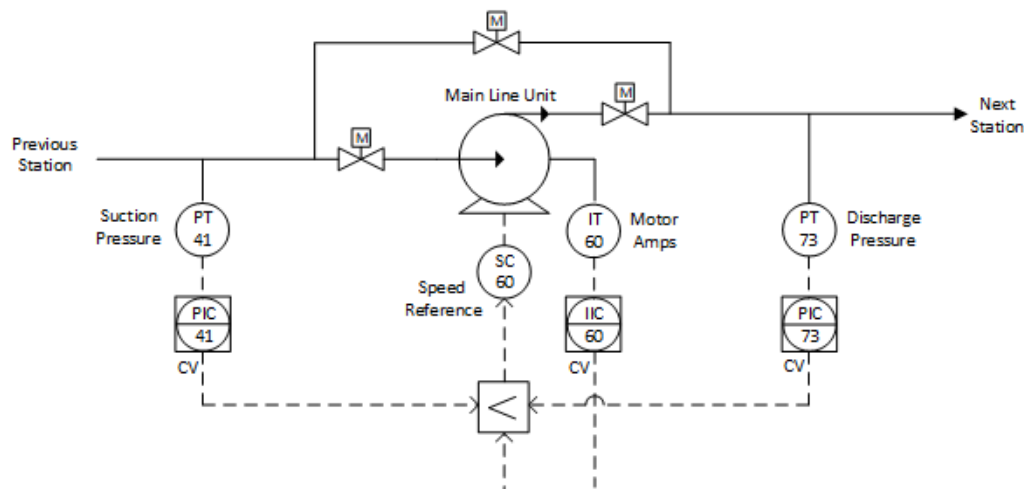 M
Main Line Unit
M
Next
Station
Previous
Station
M
Suction
Pressure
PT
41
IT
60
Motor
Amps
PT
73
Discharge
Pressure
SC
60
Speed
Reference
PIC
41
IIC
60
PIC
73
CV
CV
CV
<